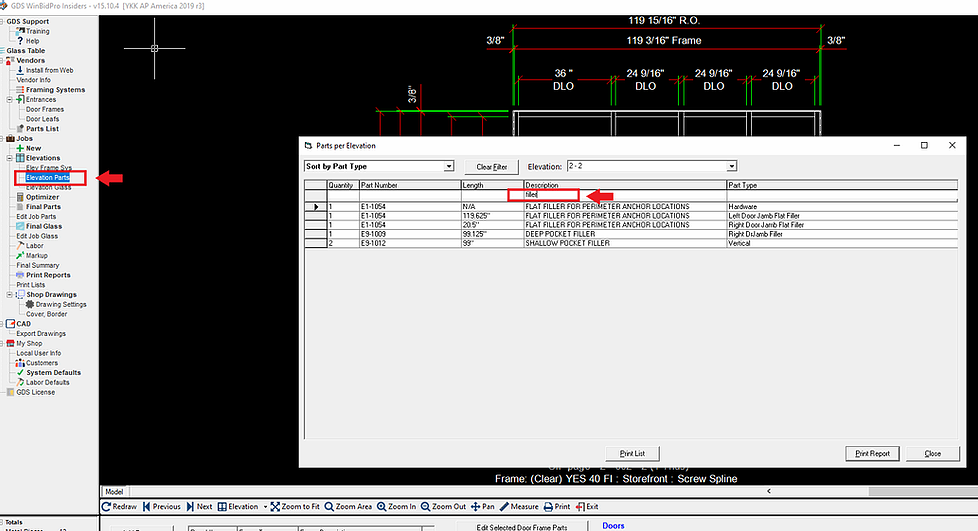 GDS WinBidPro Insiders - v15.10.4 [YKK AP America 2019 r3]
GDS Support
Training
Help
Glass Table
Vendors
Install from Web
Vendor Info
Framing Systems
Entrances
Door Frames
Door Leafs
Parts List
Jobs
New
Elevations
Elev Frame Sys
Elevation Parts
Elevation Glass
Optimizer
Final Parts
Edit Job Parts
Final Glass
Edit Job Glass
Labor
Markup
Final Summary
Print Reports
Print Lists
Shop Drawings
Drawing Settings
Cover, Border
CAD
Export Drawings
My Shop
Local User Info
Customers
System Defaults
Labor Defaults
GDS License
Totals
119 15/16" R.O.
3/8" 119 3/16" Frame 3/8"
36 " 24 9/16" 24 9/16" 24 9/16"
DLO DLO DLO DLO
3/8"
Parts per Elevation
Sort by Part Type Clear Filter Elevation: 2 - 2
Quantity Part Number Length Description Part Type
filler
1 E1-1054 N/A FLAT FILLER FOR PERIMETER ANCHOR LOCATIONS Hardware
1 E1-1054 119.625" FLAT FILLER FOR PERIMETER ANCHOR LOCATIONS Left Door Jamb Flat Filler
1 E1-1054 20.5" FLAT FILLER FOR PERIMETER ANCHOR LOCATIONS Right Door Jamb Flat Filler
1 E9-1009 99.125" DEEP POCKET FILLER Right DrJamb Filler
2 E9-1012 99" SHALLOW POCKET FILLER Vertical
Print List Print Report Close
Frame: (Clear) YES 40 FI : Storefront : Screw Spline
Model
Redraw Previous Next Elevation Zoom to Fit Zoom Area Zoom In Zoom Out Pan Measure Print Exit
Edit Selected Door Frame Parts Doors